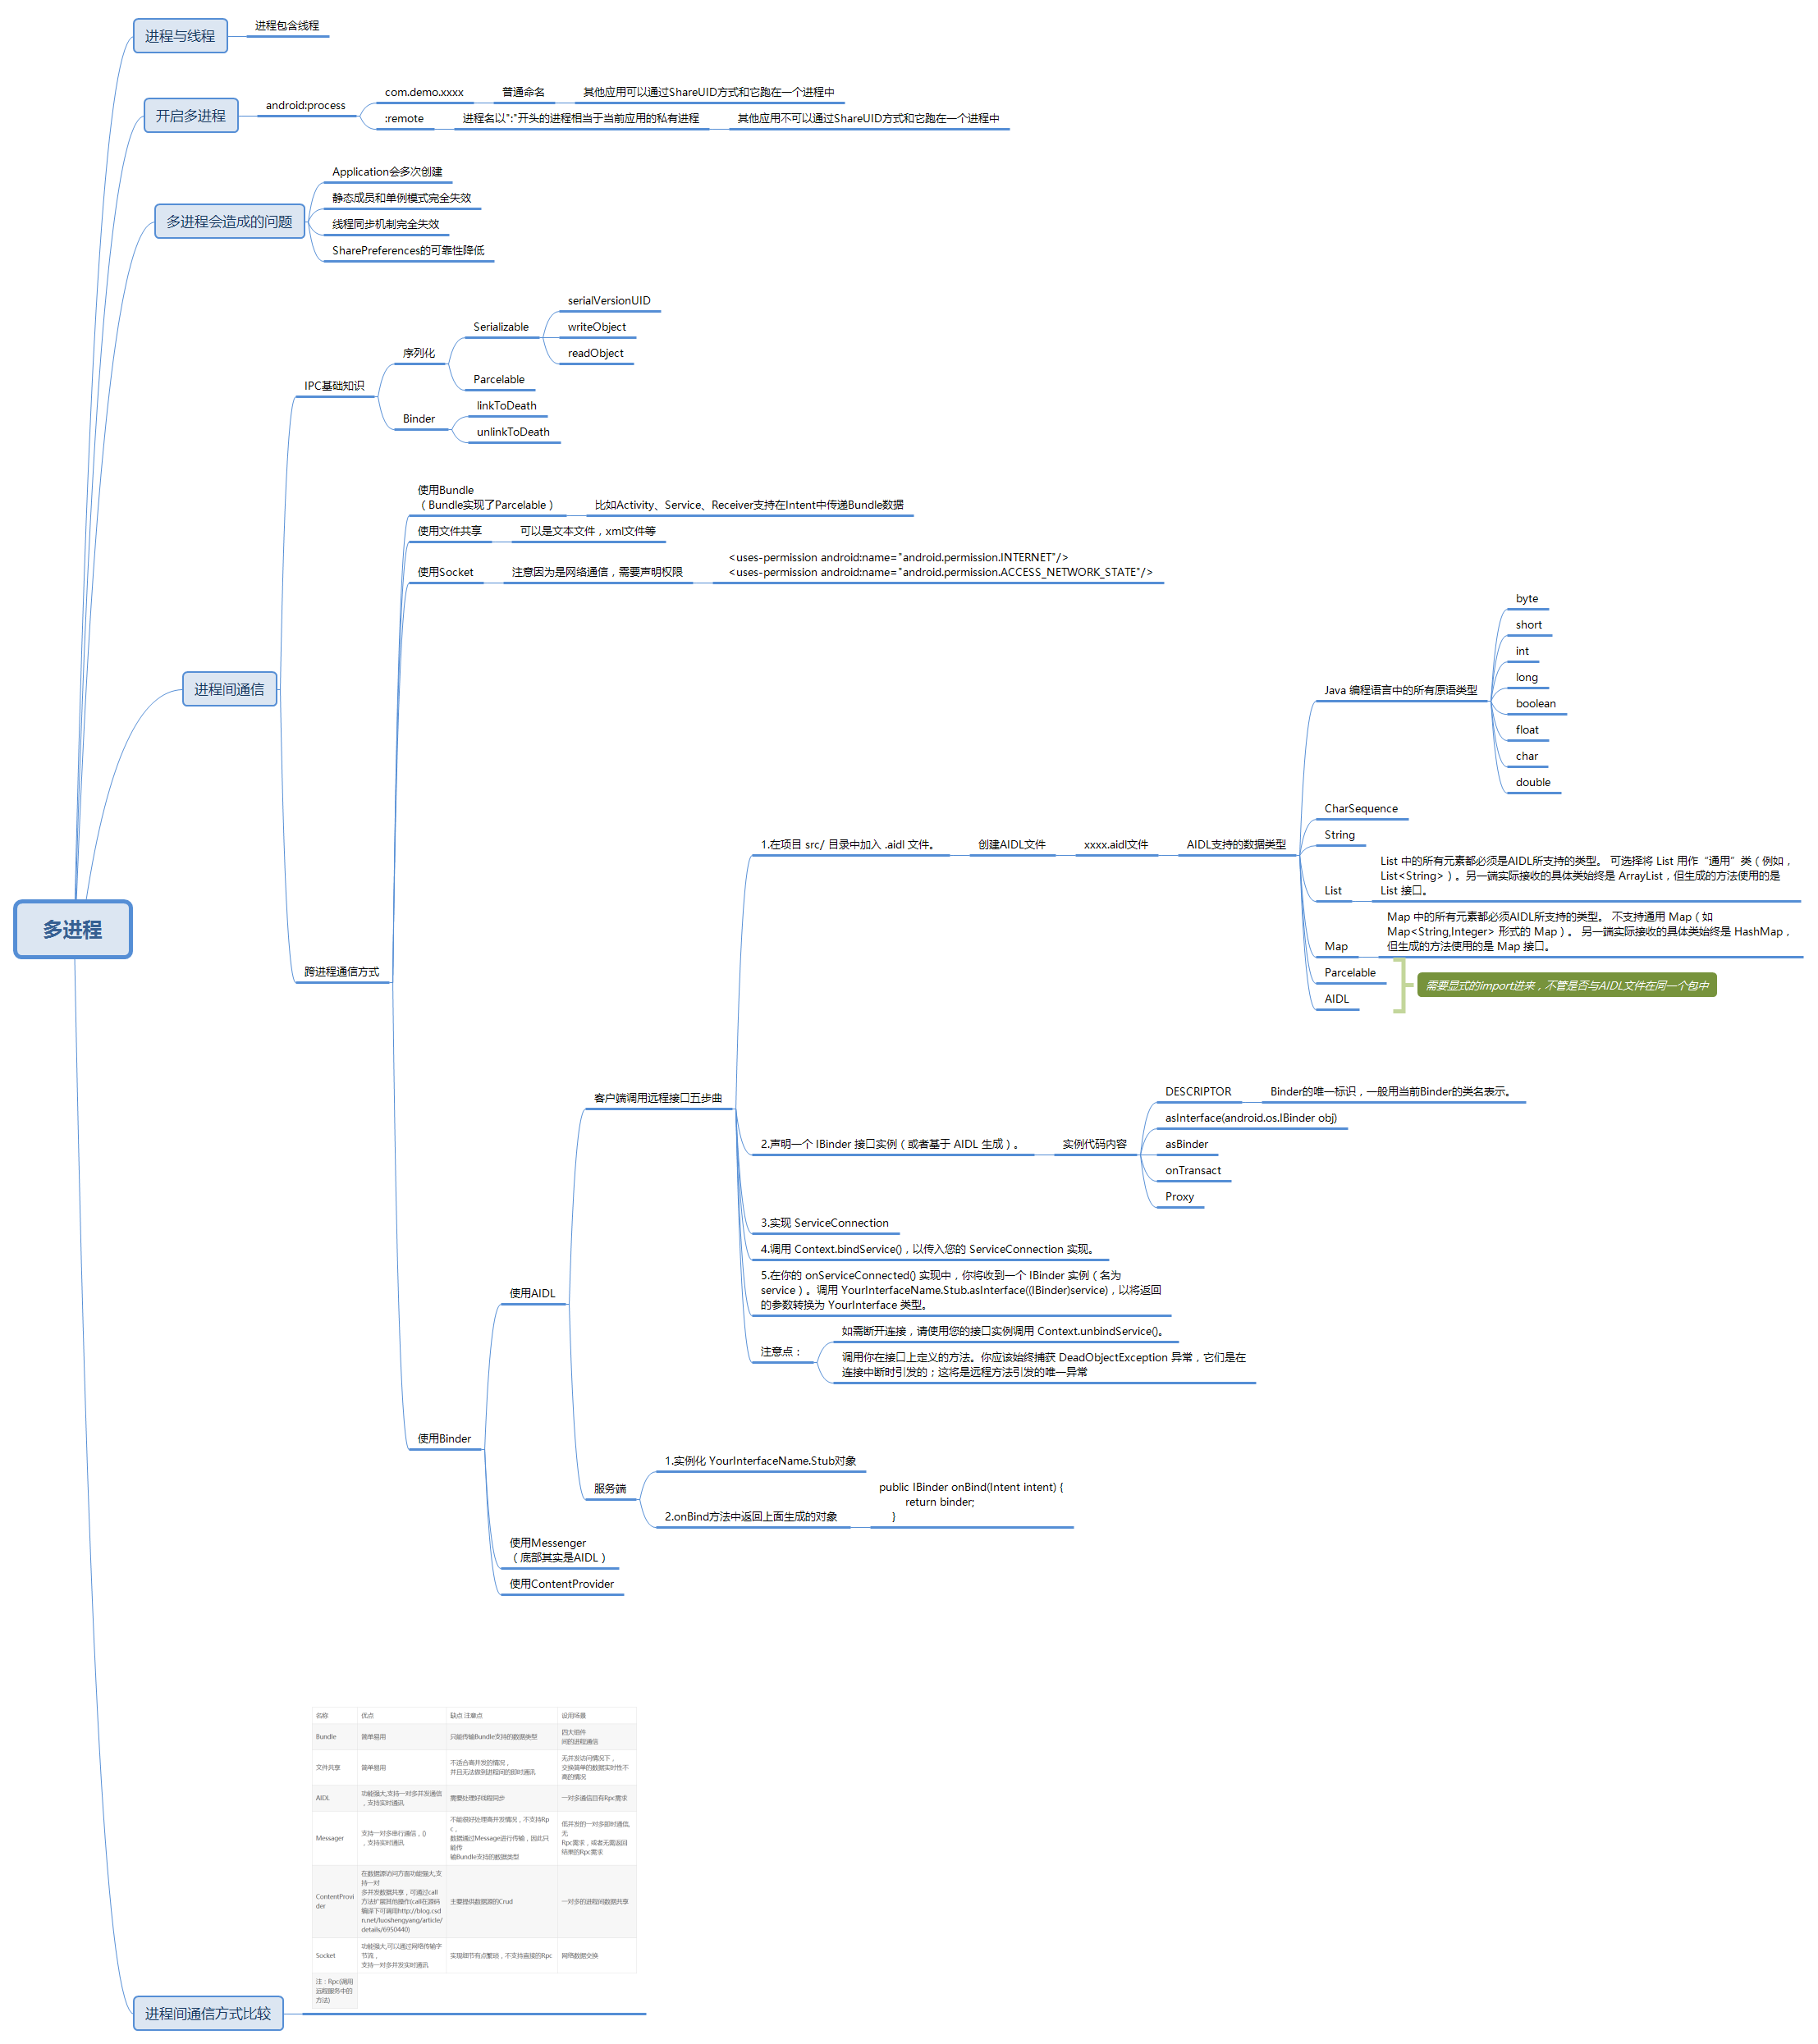 进程与线程
进程包含线程
开启多进程
android:process
com.demo.xxxx
普通命名
其他应用可以通过ShareUID方式和它跑在一个进程中
:remote
进程名以":"开头的进程相当于当前应用的私有进程
其他应用不可以通过ShareUID方式和它跑在一个进程中
多进程会造成的问题
Application会多次创建
静态成员和单例模式完全失效
线程同步机制完全失效
SharePreferences的可靠性降低
多进程
进程间通信
IPC基础知识
序列化
Serializable
serialVersionUID
writeObject
readObject
Parcelable
Binder
linkToDeath
unlinkToDeath
跨进程通信方式
使用Bundle
（Bundle实现了Parcelable）
比如Activity、Service、Receiver支持在Intent中传递Bundle数据
使用文件共享
可以是文本文件，xml文件等
使用Socket
注意因为是网络通信，需要声明权限
<uses-permission android:name="android.permission.INTERNET"/>
<uses-permission android:name="android.permission.ACCESS_NETWORK_STATE"/>
使用Binder
使用AIDL
客户端调用远程接口五步曲
1.在项目 src/ 目录中加入 .aidl 文件。
创建AIDL文件
xxxx.aidl文件
AIDL支持的数据类型
Java 编程语言中的所有原语类型
byte
short
int
long
boolean
float
char
double
CharSequence
String
List
List 中的所有元素都必须是AIDL所支持的类型。 可选择将 List 用作“通用”类（例如，
List<String>）。另一端实际接收的具体类始终是 ArrayList，但生成的方法使用的是
List 接口。
Map
Map 中的所有元素都必须AIDL所支持的类型。 不支持通用 Map（如
Map<String,Integer> 形式的 Map）。 另一端实际接收的具体类始终是 HashMap，
但生成的方法使用的是 Map 接口。
Parcelable
AIDL
需要显式的import进来，不管是否与AIDL文件在同一个包中
2.声明一个 IBinder 接口实例（或者基于 AIDL 生成）。
实例代码内容
DESCRIPTOR
Binder的唯一标识，一般用当前Binder的类名表示。
asInterface(android.os.IBinder obj)
asBinder
onTransact
Proxy
3.实现 ServiceConnection
4.调用 Context.bindService()，以传入您的 ServiceConnection 实现。
5.在你的 onServiceConnected() 实现中，你将收到一个 IBinder 实例（名为
service）。调用 YourInterfaceName.Stub.asInterface((IBinder)service)，以将返回
的参数转换为 YourInterface 类型。
注意点：
如需断开连接，请使用您的接口实例调用 Context.unbindService()。
调用你在接口上定义的方法。你应该始终捕获 DeadObjectException 异常，它们是在
连接中断时引发的；这将是远程方法引发的唯一异常
服务端
1.实例化 YourInterfaceName.Stub对象
2.onBind方法中返回上面生成的对象
public IBinder onBind(Intent intent) {
return binder;
}
使用Messenger
（底部其实是AIDL）
使用ContentProvider
进程间通信方式比较
名称
优点
缺点 注意点
适用场景
Bundle
简单易用
只能传输Bundle支持的数据类型
四大组件
间的进程通信
文件共享
简单易用
不适合高并发的情况，
并且无法做到进程间的即时通讯
无并发访问情况下，
交换简单的数据实时性不
高的情况
AIDL
功能强大,支持一对多并发通信
，支持实时通讯
需要处理好线程同步
一对多通信且有Rpc需求
Messager
支持一对多串行通信，()
，支持实时通讯
不能很好处理高并发情况，不支持Rp
c，
数据通过Message进行传输，因此只
能传
输Bundle支持的数据类型
低并发的一对多即时通信,
无
Rpc需求，或者无需返回
结果的Rpc需求
ContentProvi
der
在数据源访问方面功能强大,支
持一对
多并发数据共享，可通过call
方法扩展其他操作(call在源码
编译下可调用http://blog.csd
n.net/luoshengyang/article/
details/6950440)
主要提供数据源的Crud
一对多的进程间数据共享
Socket
功能强大,可以通过网络传输字
节流，
支持一对多并发实时通讯
实现细节有点繁琐，不支持直接的Rpc
网络数据交换
注：Rpc(调用
远程服务中的
方法)